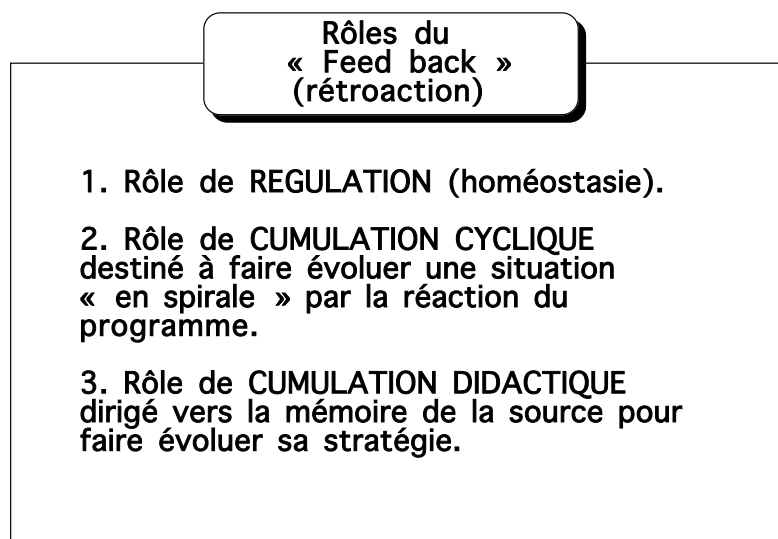 Rôles du
« Feed back »
(rétroaction)
1. Rôle de REGULATION (homéostasie).
2. Rôle de CUMULATION CYCLIQUE
destiné à faire évoluer une situation
« en spirale » par la réaction du
programme.
3. Rôle de CUMULATION DIDACTIQUE
dirigé vers la mémoire de la source pour
faire évoluer sa stratégie.